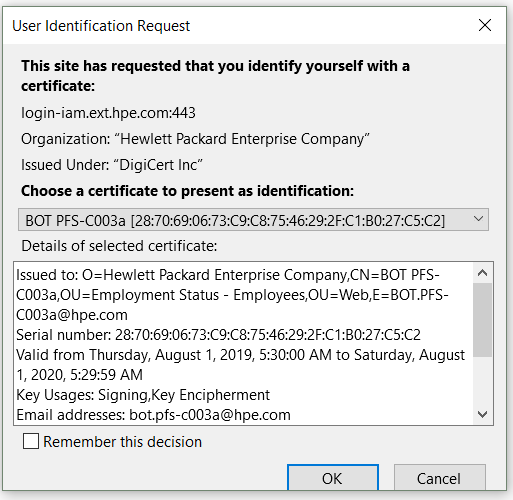 User Identification Request
This site has requested that you identify yourself with a
certificate:
login-iam.ext.hpe.com:443
Organization: “Hewlett Packard Enterprise Company”
Issued Under: “DigiCert Inc”
Choose a certificate to present as identification:
BOT PFS-C003a [28:70:69:06:73:C9:C8:75:46:29:2F:C1:B0:27:C5:C2]
Details of selected certificate:
Issued to: O=Hewlett Packard Enterprise Company,CN=BOT PFS-
C003a,OU=Employment Status - Employees,OU=Web,E=BOT.PFS-
C003a@hpe.com
Serial number: 28:70:69:06:73:C9:C8:75:46:29:2F:C1:B0:27:C5:C2
Valid from Thursday, August 1, 2019, 5:30:00 AM to Saturday, August
1, 2020, 5:29:59 AM
Key Usages: Signing,Key Encipherment
Email addresses: bot.pfs-c003a@hpe.com
Remember this decision
OK
Cancel